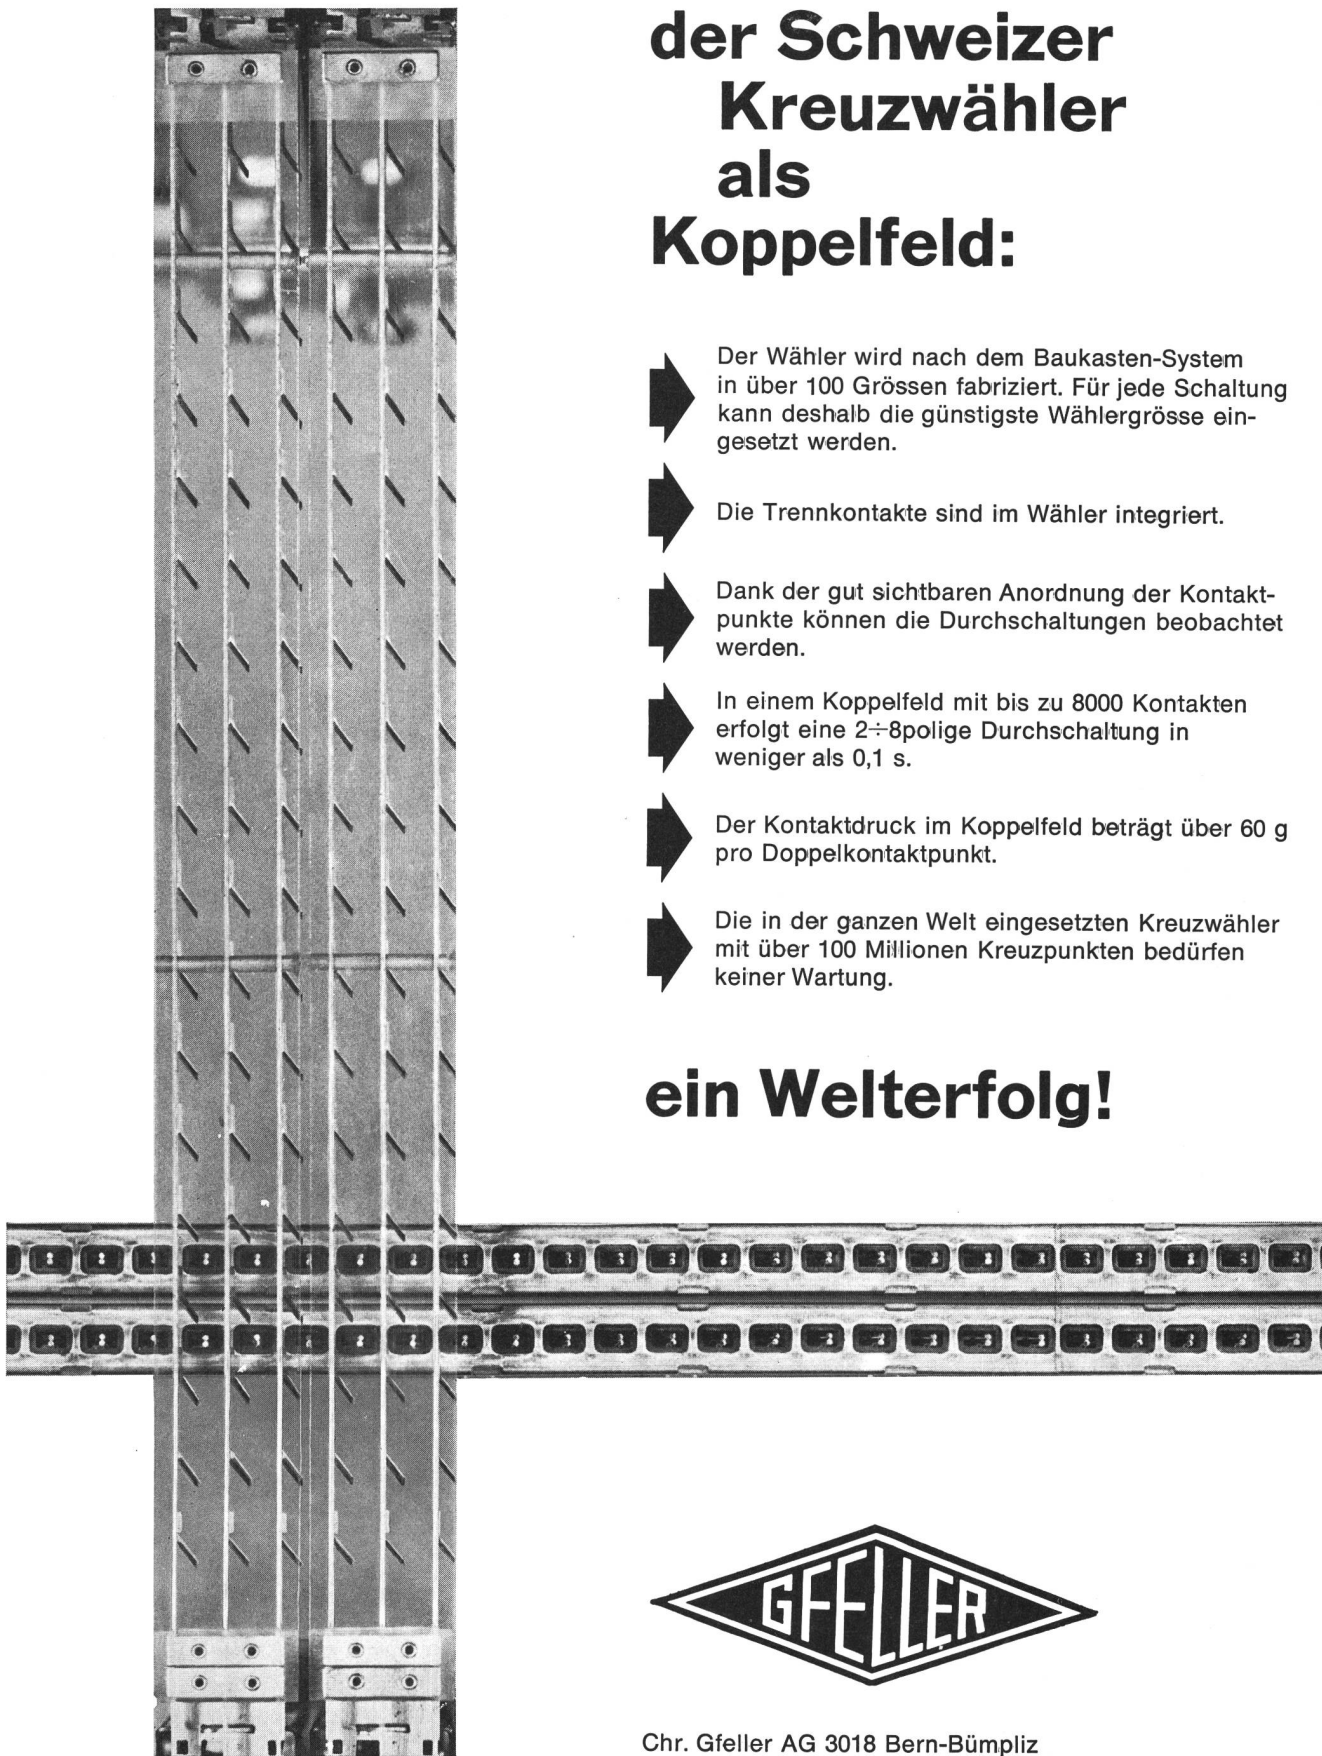 der Schweizer
Kreuzwähler
als
Koppelfeld:
Der Wähler wird nach dem Baukasten-System
in über 100 Grössen fabriziert. Für jede Schaltung
kann deshalb die günstigste Wählergrösse ein-
gesetzt werden.
Die Trennkontakte sind im Wähler integriert.
Dank der gut sichtbaren Anordnung der Kontakt-
punkte können die Durchschaltungen beobachtet
werden.
In einem Koppelfeld mit bis zu 8000 Kontakten
erfolgt eine 2÷8polige Durchschaltung in
weniger als 0,1 s.
Der Kontaktdruck im Koppelfeld beträgt über 60 g
pro Doppelkontaktpunkt.
Die in der ganzen Welt eingesetzten Kreuzwähler
mit über 100 Millionen Kreuzpunkten bedürfen
keiner Wartung.
ein Welterfolg!
GFELLER
Chr. Gfeller AG 3018 Bern-Bümpliz